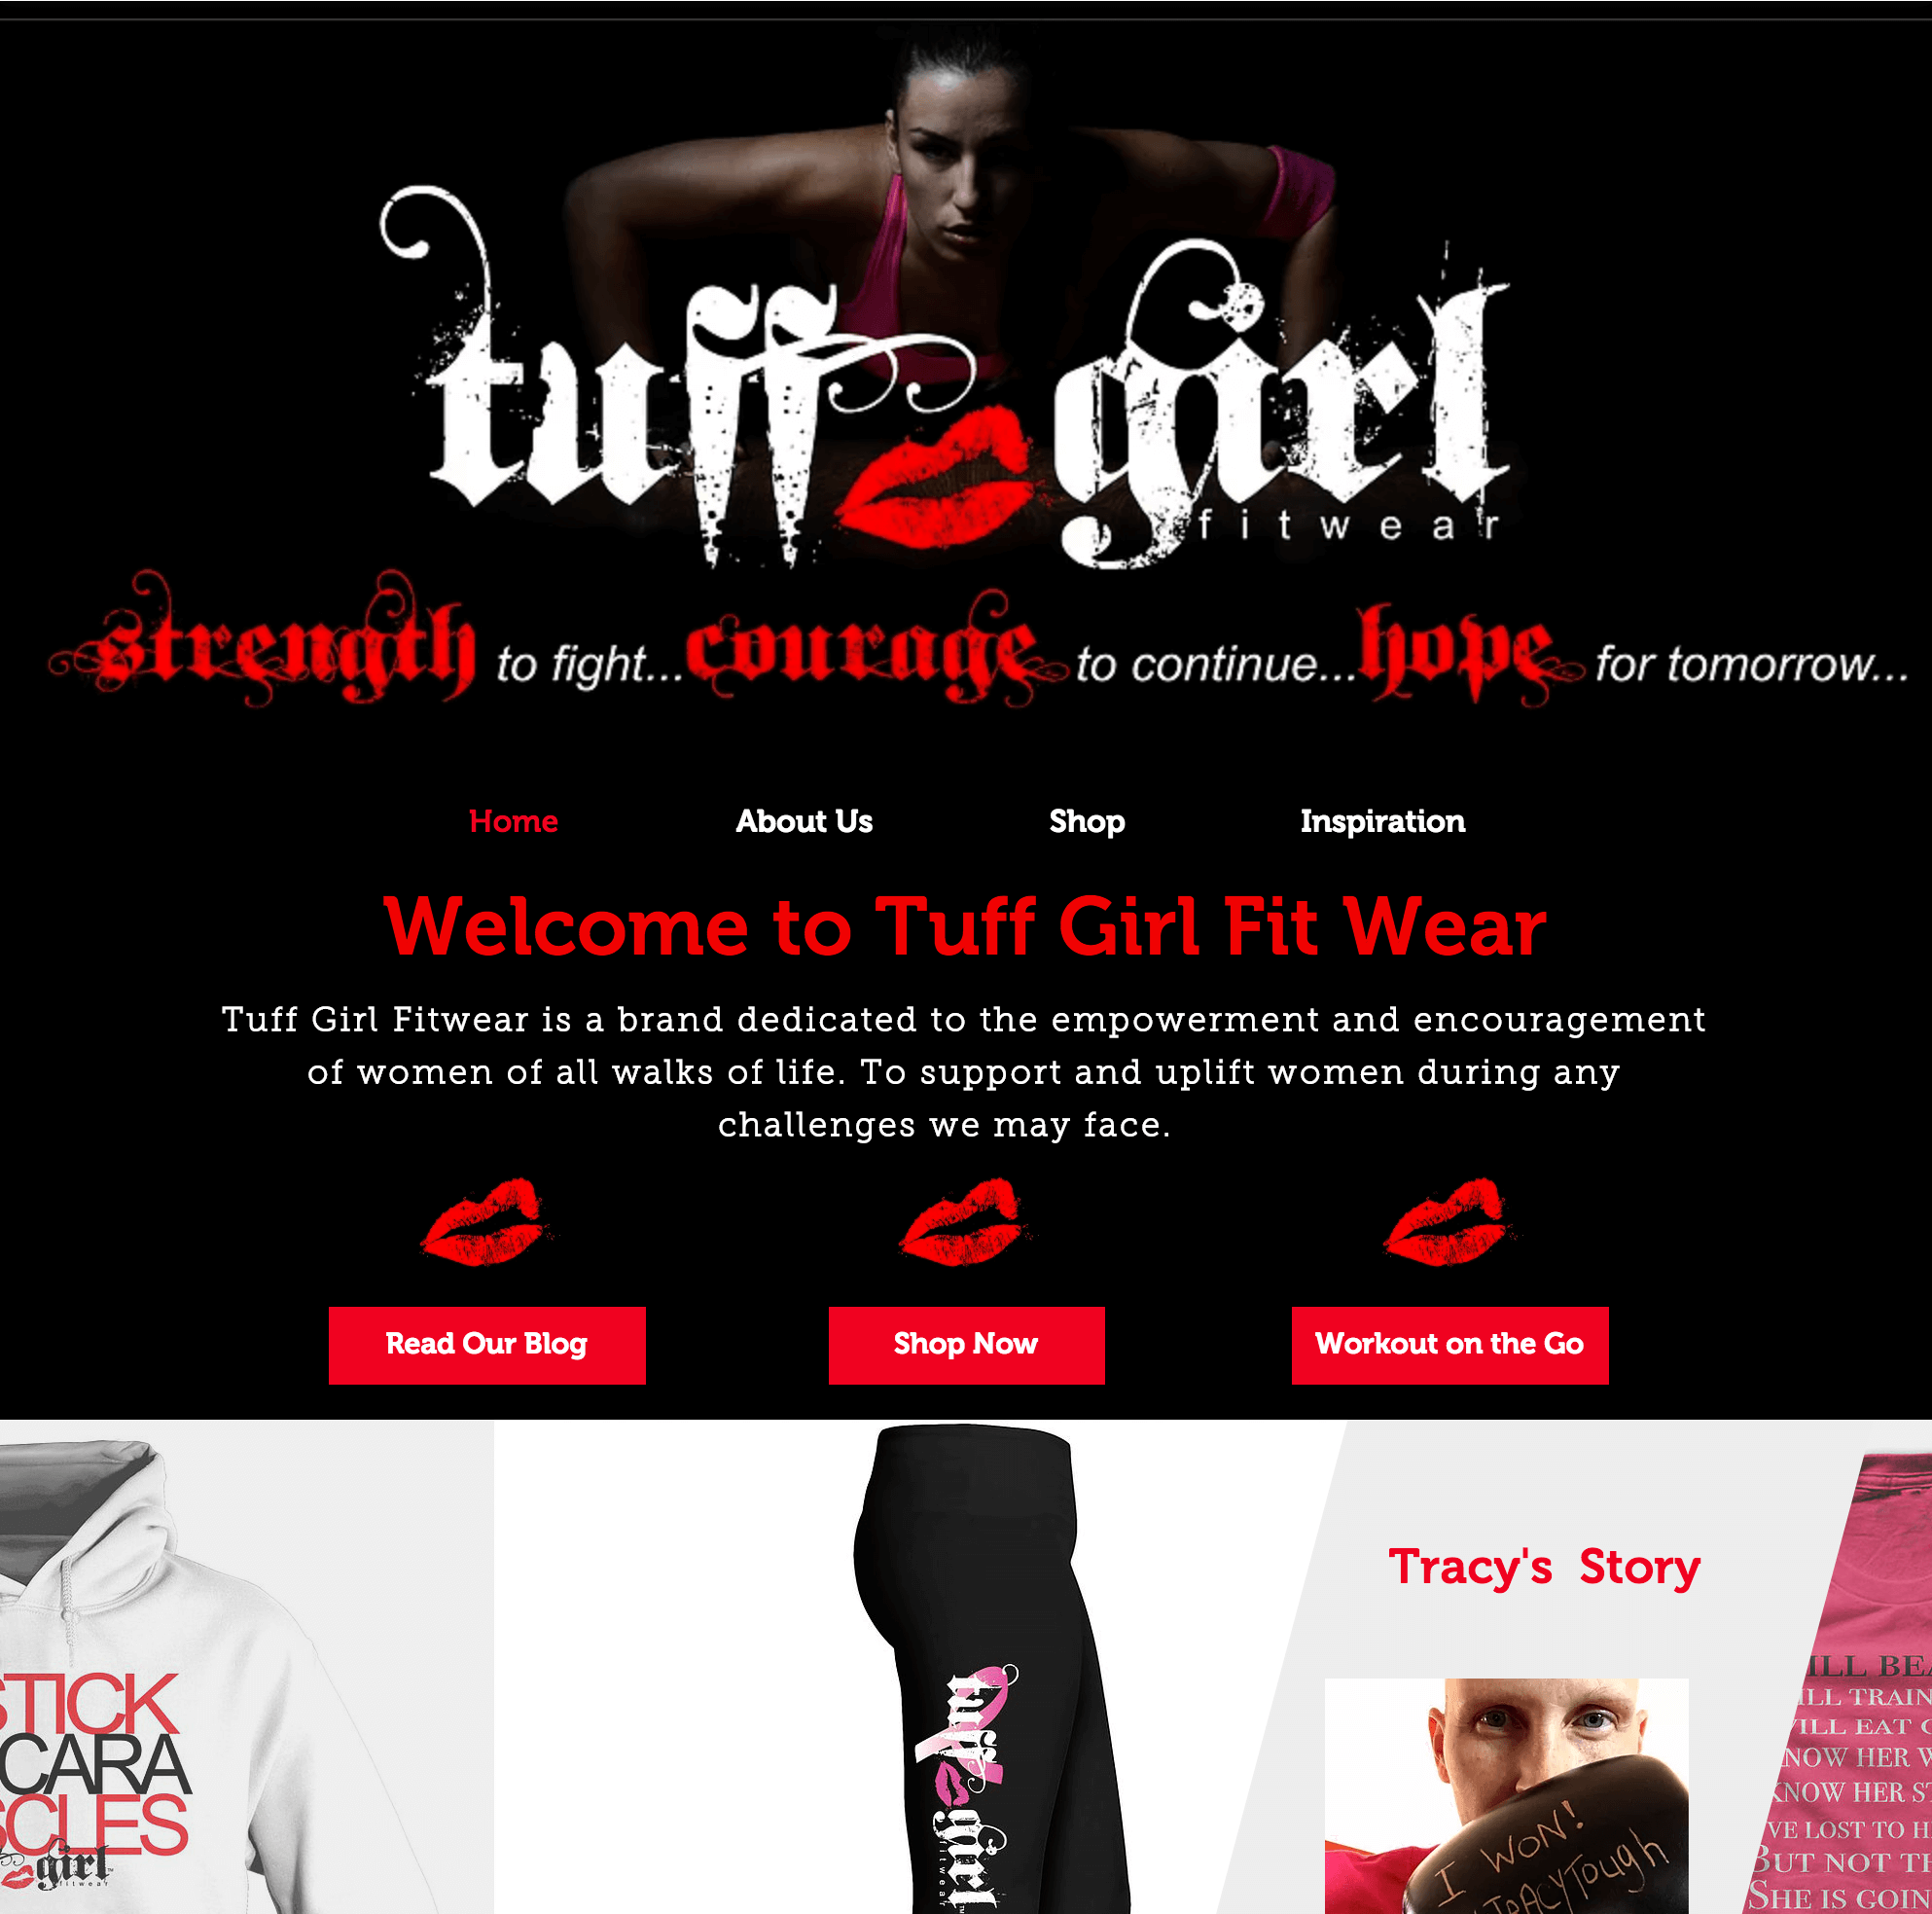 tuff girl
fitwear
strength to fight... courage to continue... hope for tomorrow...
Home About Us Shop Inspiration
Welcome to Tuff Girl Fit Wear
Tuff Girl Fitwear is a brand dedicated to the empowerment and encouragement
of women of all walks of life. To support and uplift women during any
challenges we may face.
Read Our Blog Shop Now Workout on the Go
STICK
CARA
SCLES
girl
fitwear
tuff girl
fitwear
TM
Tracy's Story
I WON!
TRACYTough
ILL BEA
ILL TRAIN
ILL EAT
NOW HER W
KNOW HER ST
VE LOST TO H
BUT NOT TH
SHE IS GOIN